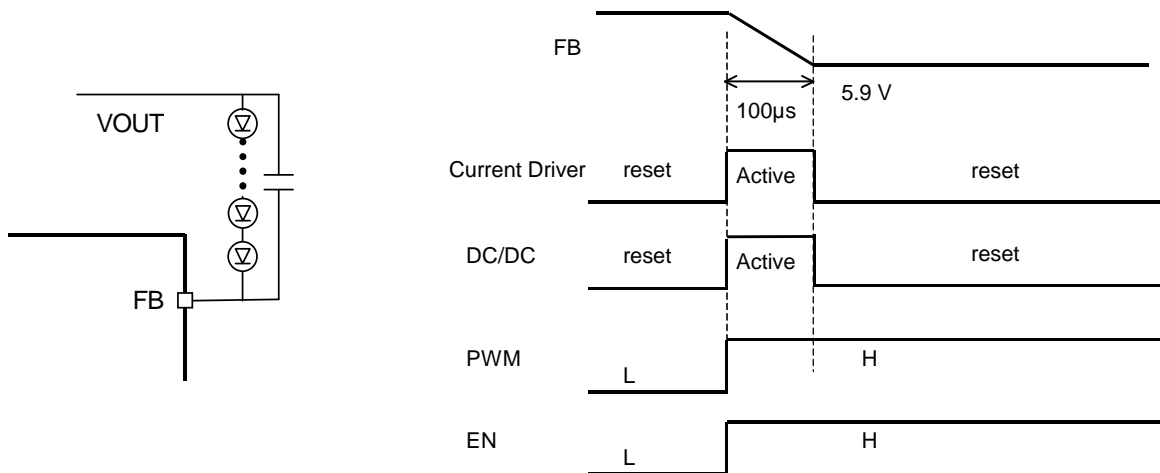 VOUT
FB
FB
100µs
5.9 V
Current Driver reset Active reset
DC/DC reset Active reset
PWM L H
EN L H